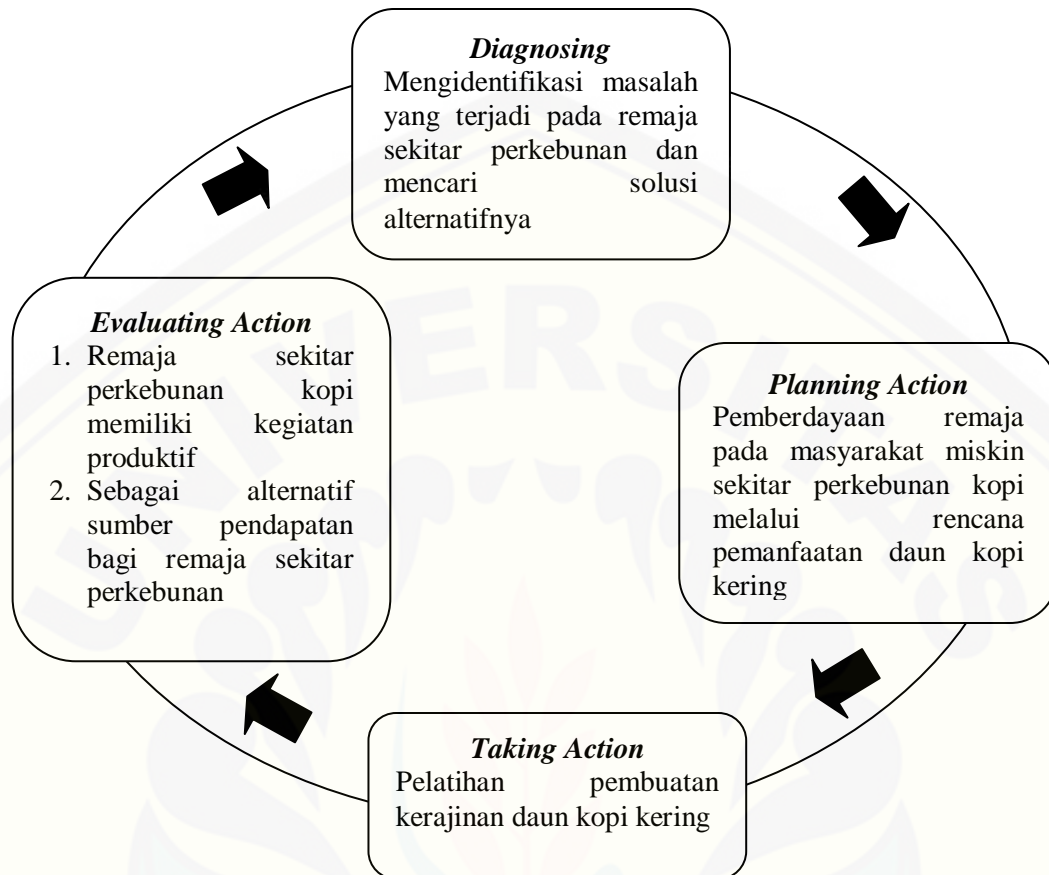 Diagnosing
Mengidentifikasi masalah
yang terjadi pada remaja
sekitar perkebunan dan
mencari solusi
alternatifnya
Planning Action
Pemberdayaan remaja
pada masyarakat miskin
sekitar perkebunan kopi
melalui rencana
pemanfaatan daun kopi
kering
Taking Action
Pelatihan pembuatan
kerajinan daun kopi kering
Evaluating Action
1. Remaja sekitar
perkebunan kopi
memiliki kegiatan
produktif
2. Sebagai alternatif
sumber pendapatan
bagi remaja sekitar
perkebunan
UNIVERSITAS